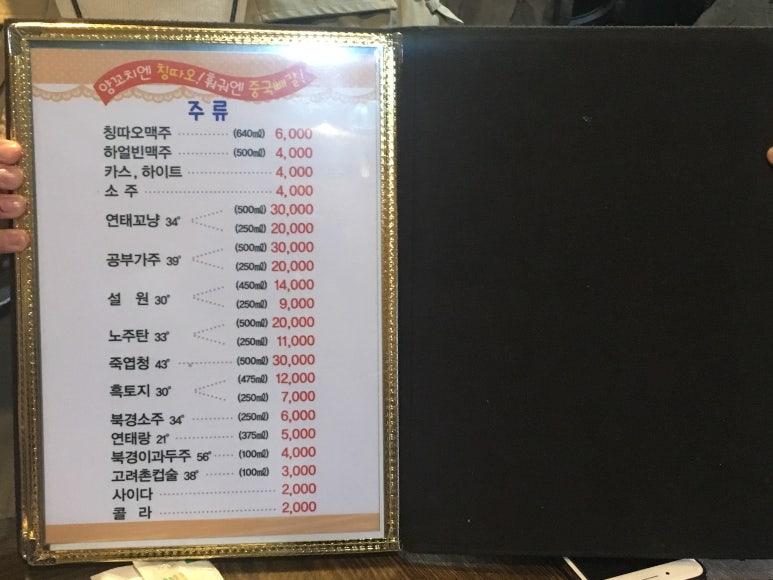 양꼬치엔 칭따오! 훠궈엔 중국빼갈!
주류
칭따오맥주 (640㎖) 6,000
하얼빈맥주 (500㎖) 4,000
카스, 하이트 4,000
소 주 4,000
연태꼬냥 34° (500㎖) 30,000
(250㎖) 20,000
공부가주 39° (500㎖) 30,000
(250㎖) 20,000
설 원 30° (450㎖) 14,000
(250㎖) 9,000
노주탄 33° (500㎖) 20,000
(250㎖) 11,000
죽엽청 43° (500㎖) 30,000
흑토지 30° (475㎖) 12,000
(250㎖) 7,000
북경소주 34° (250㎖) 6,000
연태랑 21° (375㎖) 5,000
북경이과두주 56° (100㎖) 4,000
고려촌컵술 38° (100㎖) 3,000
사이다 2,000
콜 라 2,000